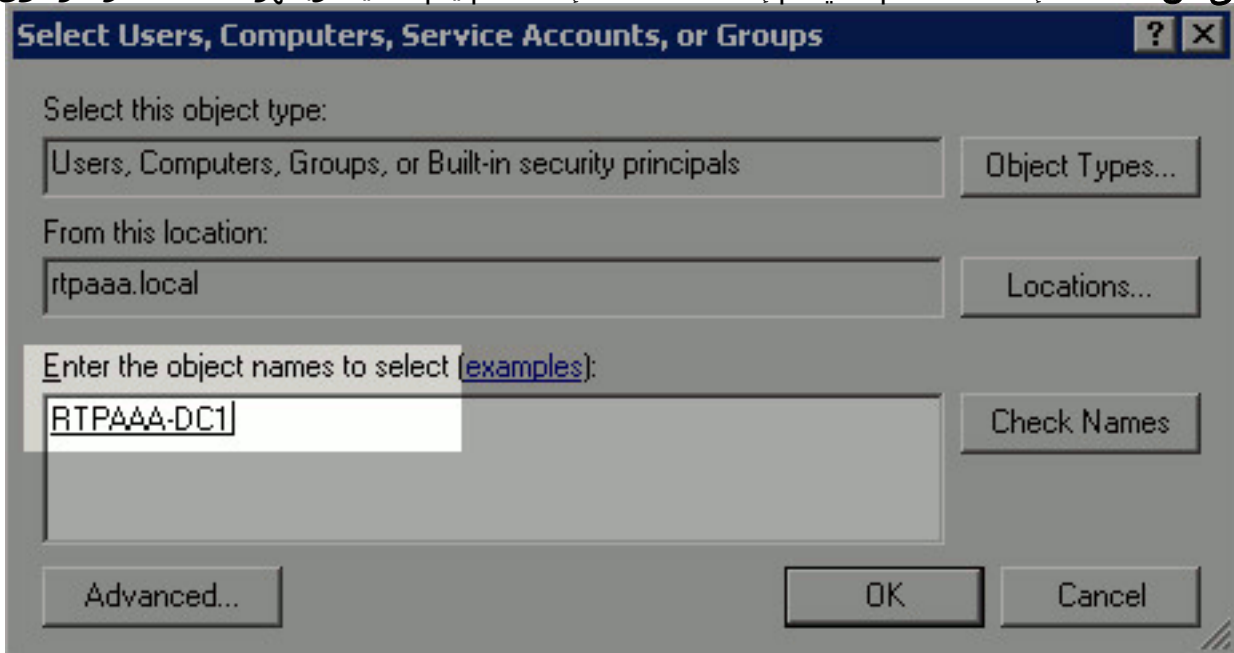 Select Users, Computers, Service Accounts, or Groups
Select this object type:
Users, Computers, Groups, or Built-in security principals
Object Types...
From this location:
rtpaaa.local
Locations...
Enter the object names to select (examples):
RTPAAA-DC1
Check Names
Advanced...
OK
Cancel